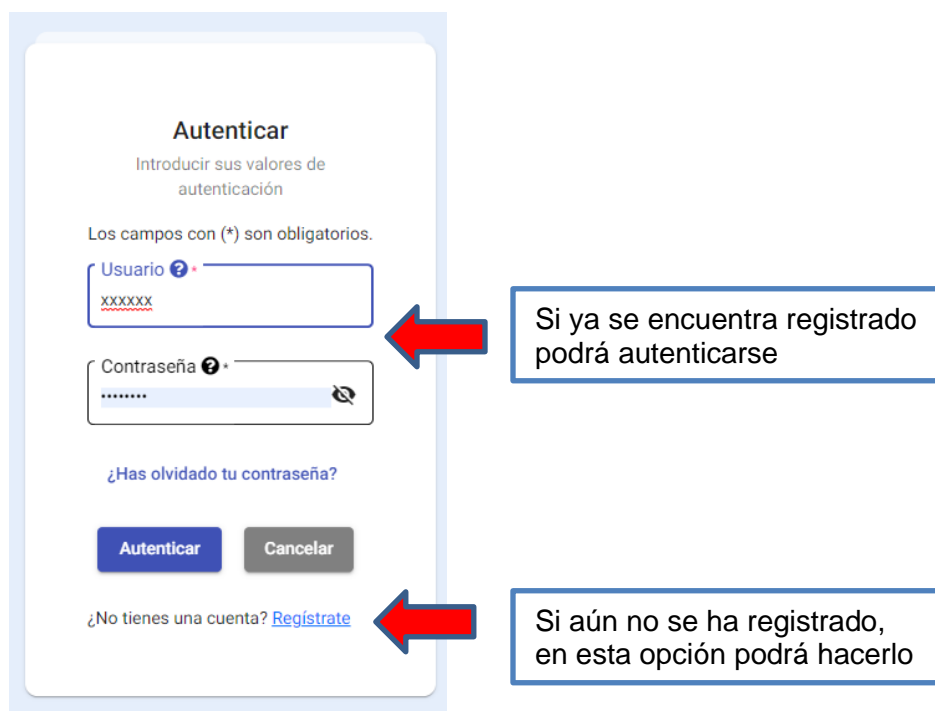 Autenticar
Introducir sus valores de
autenticación
Los campos con (*) son obligatorios.
Usuario ? *
xxxxxx
Si ya se encuentra registrado
podrá autenticarse
Contraseña ? *
••••••••
¿Has olvidado tu contraseña?
Autenticar Cancelar
¿No tienes una cuenta? Regístrate
Si aún no se ha registrado,
en esta opción podrá hacerlo